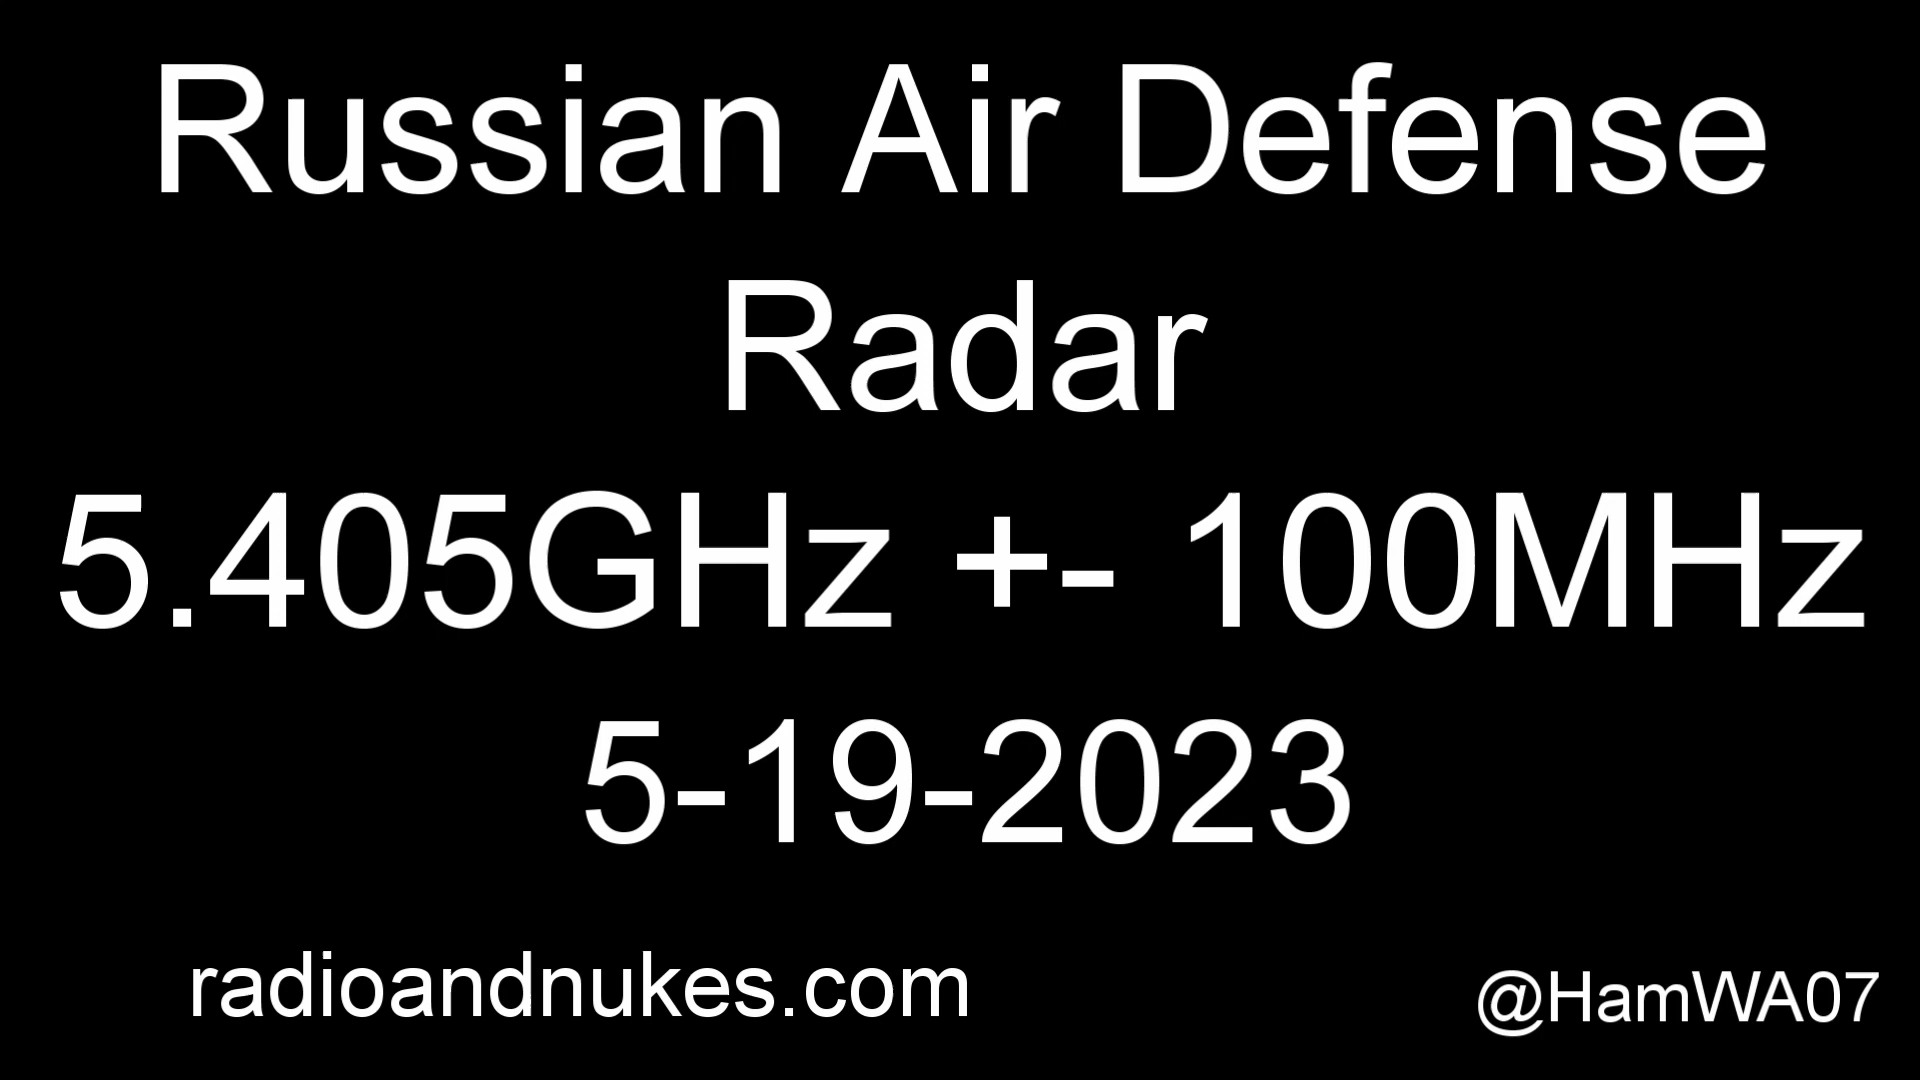 Russian Air Defense
Radar
5.405GHz +- 100MHz
5-19-2023
radioandnukes.com
@HamWA07